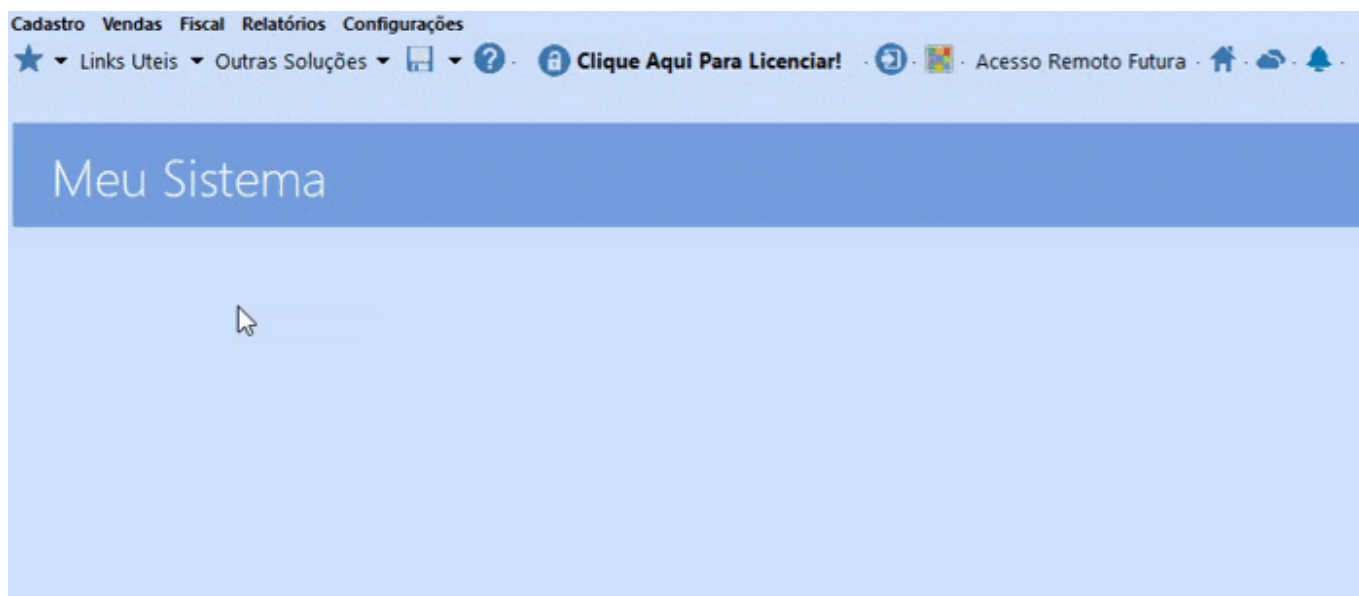 Cadastro Vendas Fiscal Relatórios Configurações
Links Uteis Outras Soluções ? Clique Aqui Para Licenciar! Acesso Remoto Futura
Meu Sistema